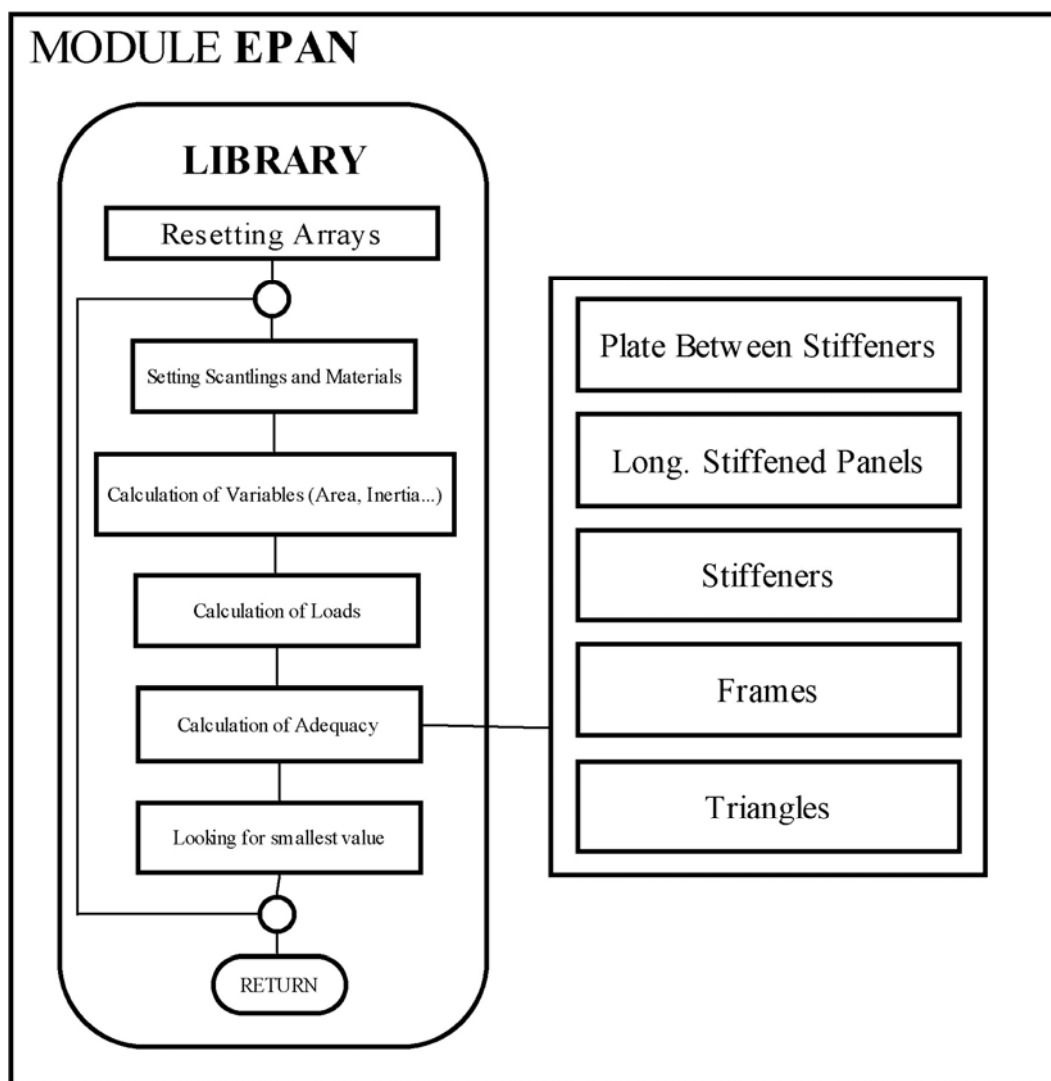 MODULE EPAN
LIBRARY
Resetting Arrays
Setting Scantlings and Materials
Calculation of Variables (Area, Inertia...)
Calculation of Loads
Calculation of Adequacy
Looking for smallest value
RETURN
Plate Between Stiffeners
Long. Stiffened Panels
Stiffeners
Frames
Triangles